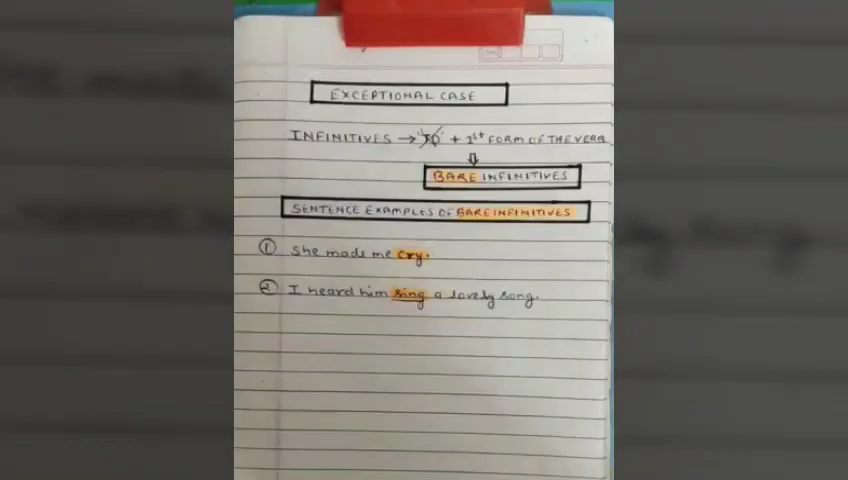 EXCEPTIONAL CASE
INFINITIVES → "TO" + 1st FORM OF THE VERB
BARE INFINITIVES
SENTENCE EXAMPLES OF BARE INFINITIVES
① She made me cry.
② I heard him sing a lovely song.